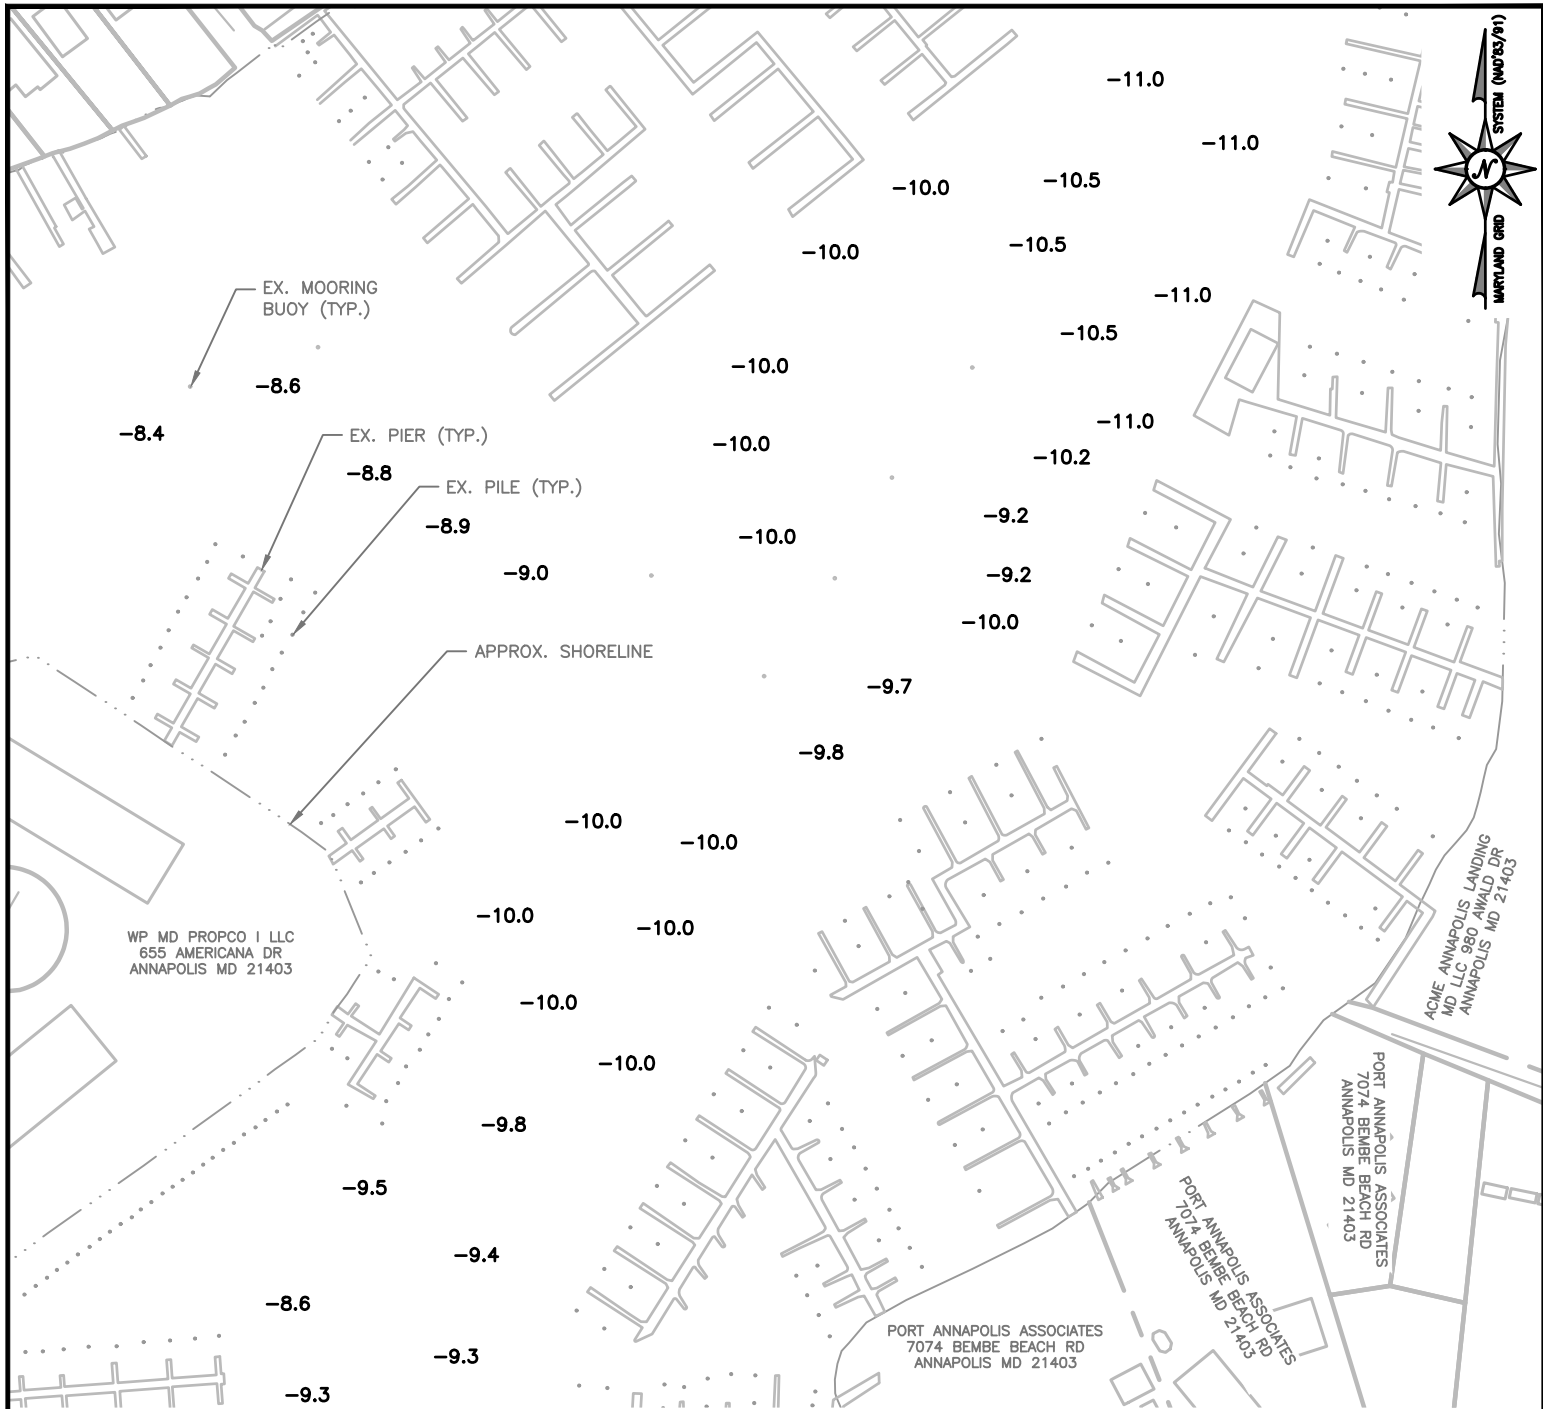 -11.0
SYSTEM (NAD'83/91)
N
MARYLAND GRID
-11.0
-10.5
-10.0
-10.5
-10.0
EX. MOORING
BUOY (TYP.)
-11.0
-10.5
-10.0
-8.6
-11.0
-8.4
EX. PIER (TYP.)
-10.0
-10.2
-8.8
EX. PILE (TYP.)
-9.2
-8.9
-10.0
-9.0
-9.2
-10.0
APPROX. SHORELINE
-9.7
-9.8
-10.0
-10.0
-10.0
-10.0
WP MD PROPCO I LLC
655 AMERICANA DR
ANNAPOLIS MD 21403
ACME ANNAPOLIS LANDING
MD LLC 980 AWALD DR
ANNAPOLIS MD 21403
-10.0
-10.0
-9.8
PORT ANNAPOLIS ASSOCIATES
7074 BEMBE BEACH RD
ANNAPOLIS MD 21403
-9.5
PORT ANNAPOLIS ASSOCIATES
7074 BEMBE BEACH RD
ANNAPOLIS MD 21403
-9.4
-8.6
PORT ANNAPOLIS ASSOCIATES
7074 BEMBE BEACH RD
ANNAPOLIS MD 21403
-9.3
-9.3